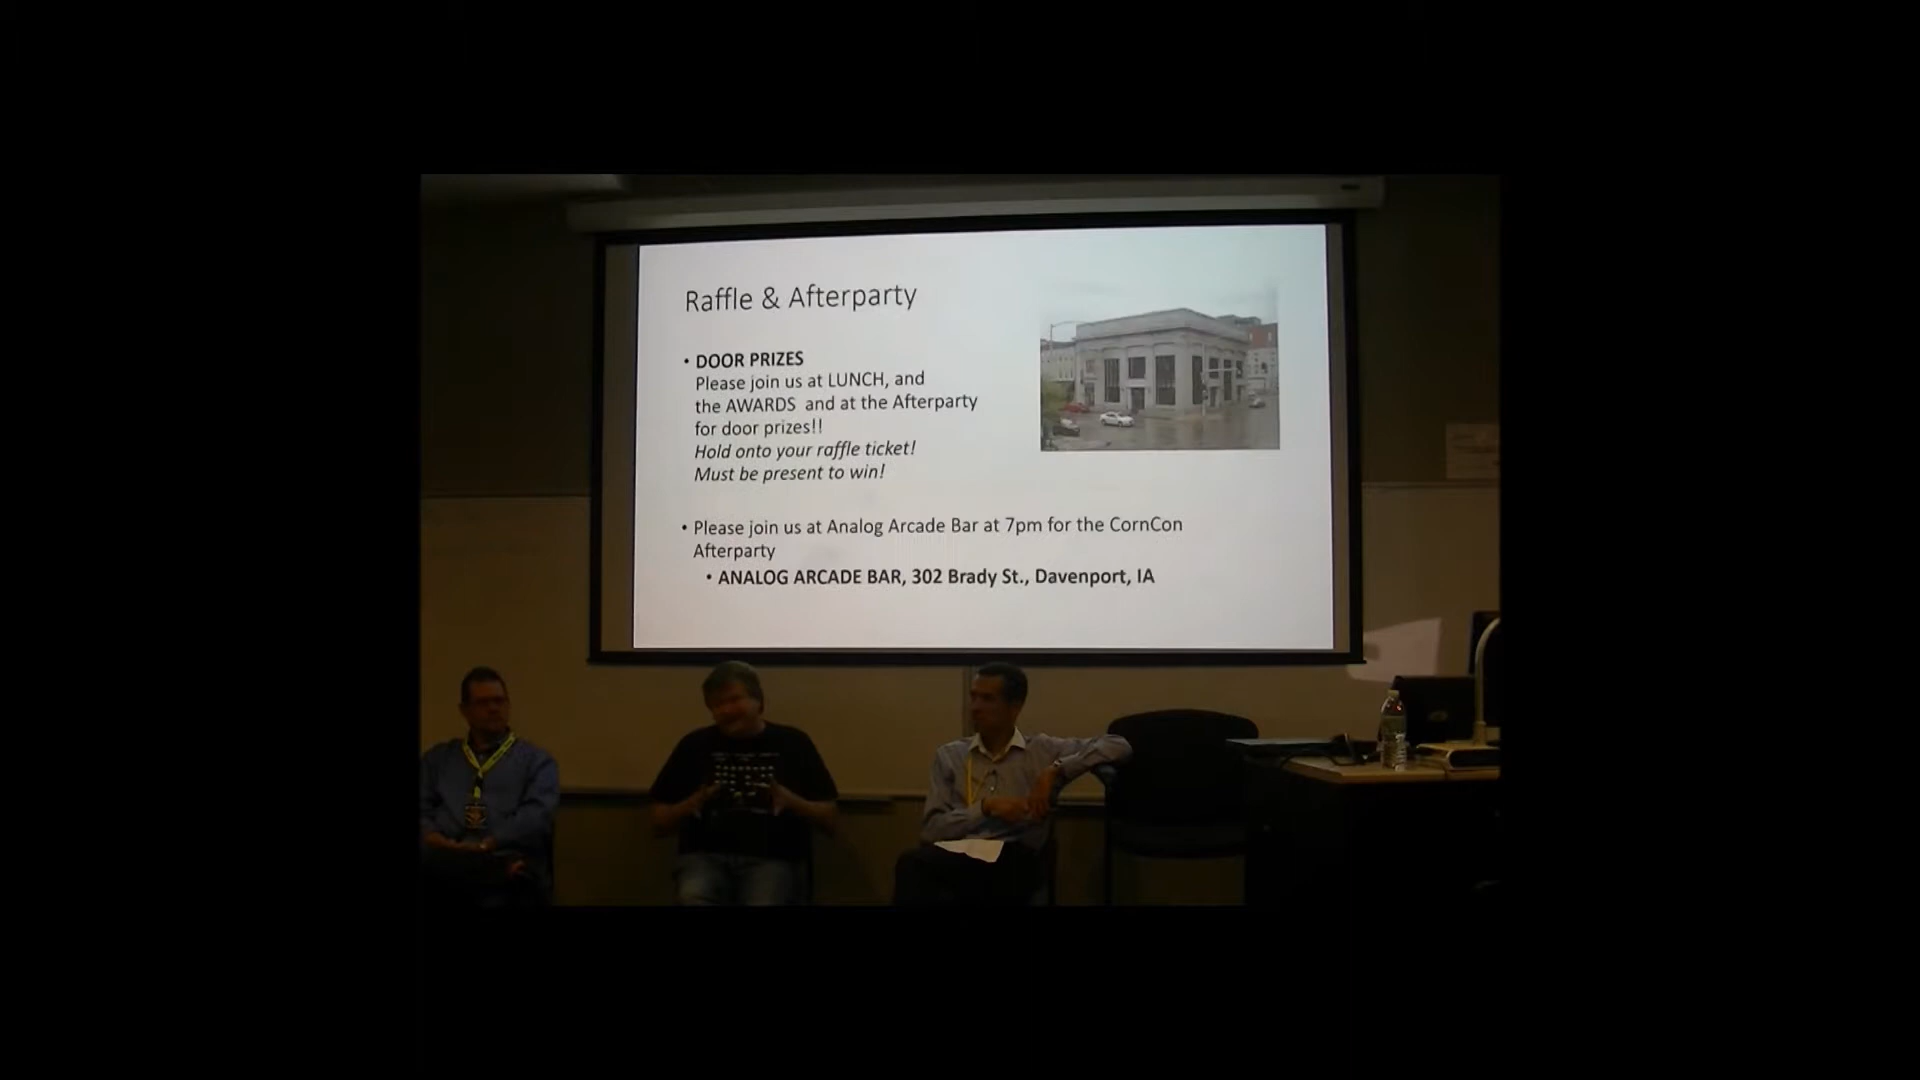 Raffle & Afterparty
• DOOR PRIZES
Please join us at LUNCH, and
the AWARDS and at the Afterparty
for door prizes!!
Hold onto your raffle ticket!
Must be present to win!
• Please join us at Analog Arcade Bar at 7pm for the CornCon
Afterparty
• ANALOG ARCADE BAR, 302 Brady St., Davenport, IA